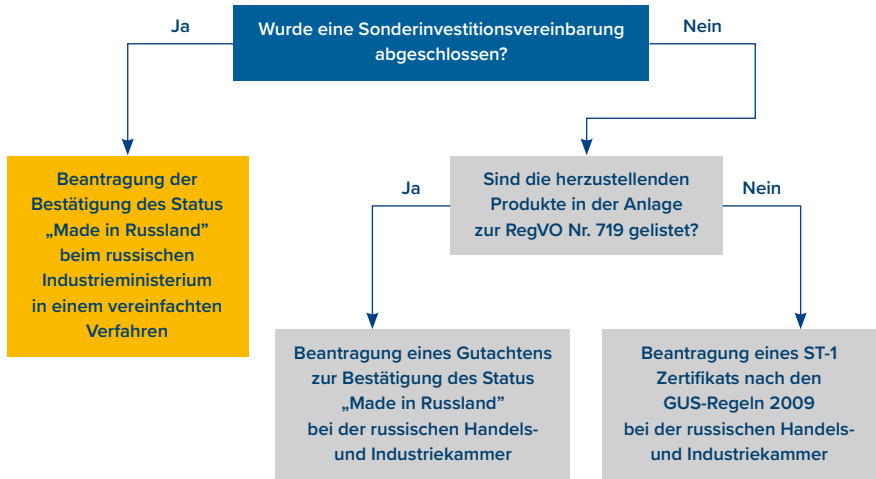 Ja
Wurde eine Sonderinvestitionsvereinbarung
abgeschlossen?
Nein
Beantragung der
Bestätigung des Status
„Made in Russland”
beim russischen
Industrieministerium
in einem vereinfachten
Verfahren
Ja
Sind die herzustellenden
Produkte in der Anlage
zur RegVO Nr. 719 gelistet?
Nein
Beantragung eines Gutachtens
zur Bestätigung des Status
„Made in Russland”
bei der russischen Handels-
und Industriekammer
Beantragung eines ST-1
Zertifikats nach den
GUS-Regeln 2009
bei der russischen Handels-
und Industriekammer